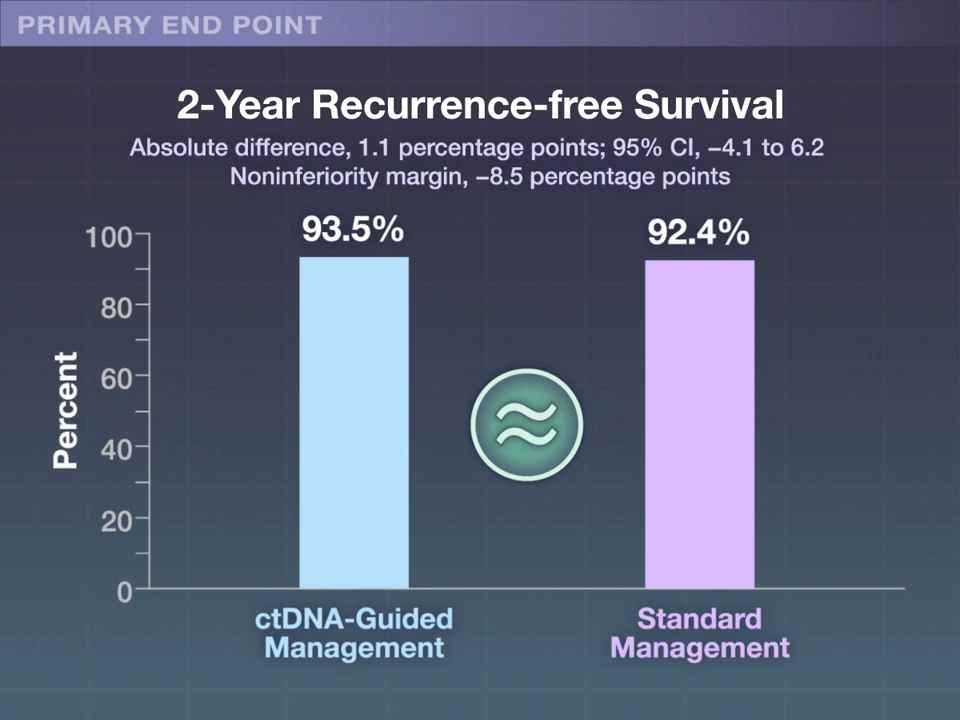 PRIMARY END POINT
2-Year Recurrence-free Survival
Absolute difference, 1.1 percentage points; 95% CI, −4.1 to 6.2
Noninferiority margin, −8.5 percentage points
93.5%
92.4%
100
80
60
40
20
0
Percent
≈
ctDNA-Guided
Management
Standard
Management